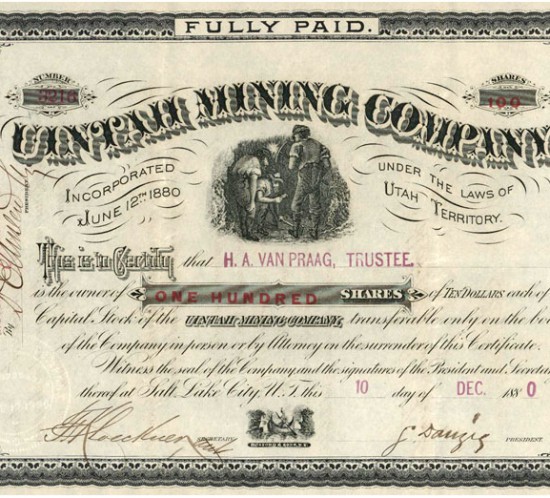 FULLY PAID.
NUMBER
SHARES
100
UINTAH MINING COMPANY
INCORPORATED
JUNE 12TH 1880
UNDER THE LAWS OF
UTAH TERRITORY.
This is to Certify that H. A. VAN PRAAG, TRUSTEE.
is the owner of ONE HUNDRED SHARES of TEN DOLLARS each of
Capital Stock of the UINTAH MINING COMPANY, transferable only on the bo
of the Company in person or by Attorney on the surrender of this Certificate.
Witness the seal of the Company and the signatures of the President and Secreta
thereof at Salt Lake City, U.T. this 10 day of DEC. 1880
SECRETARY
PRESIDENT